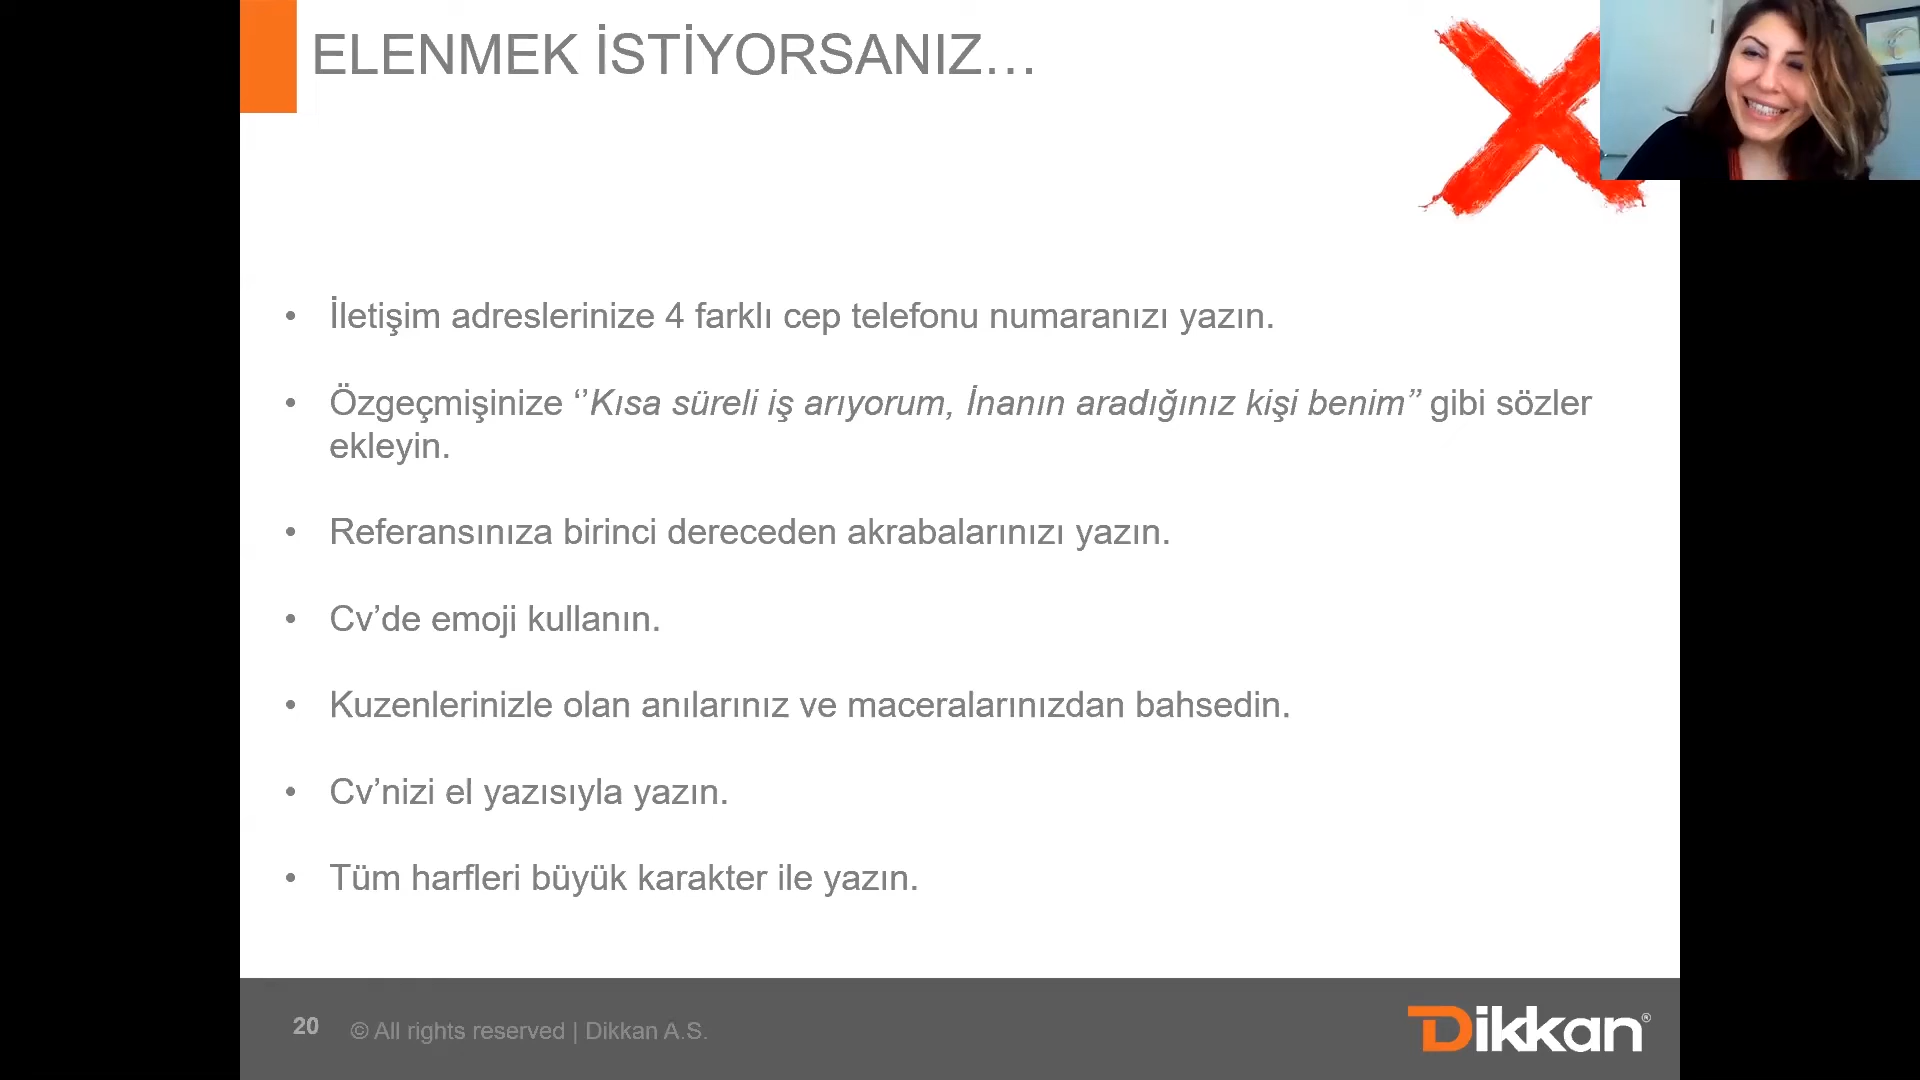 ELENMEK İSTİYORSANIZ…
• İletişim adreslerinize 4 farklı cep telefonu numaranızı yazın.
• Özgeçmişinize ‘’Kısa süreli iş arıyorum, İnanın aradığınız kişi benim’’ gibi sözler
ekleyin.
• Referansınıza birinci dereceden akrabalarınızı yazın.
• Cv’de emoji kullanın.
• Kuzenlerinizle olan anılarınız ve maceralarınızdan bahsedin.
• Cv’nizi el yazısıyla yazın.
• Tüm harfleri büyük karakter ile yazın.
20 © All rights reserved | Dikkan A.S.
Dikkan®